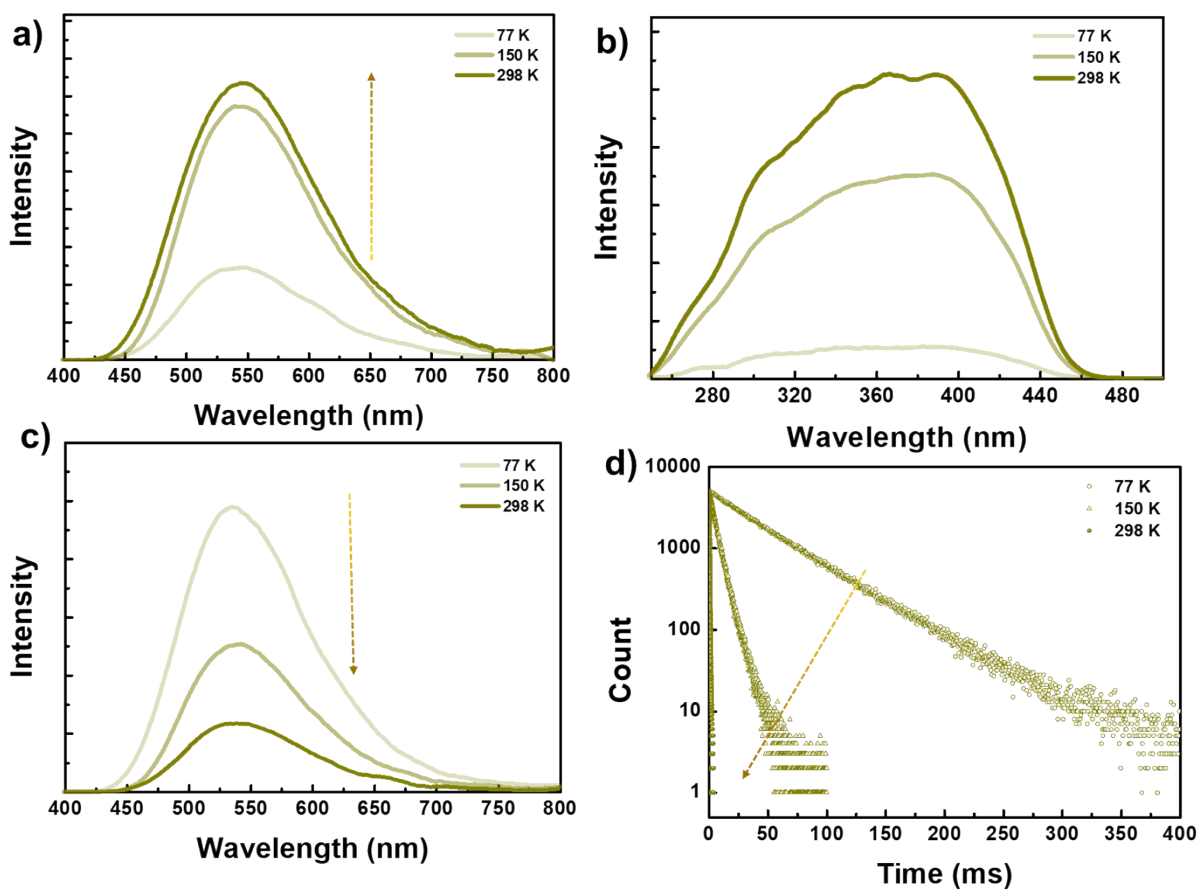 a)
77 K
150 K
298 K
Intensity
400 450 500 550 600 650 700 750 800
Wavelength (nm)
b)
77 K
150 K
298 K
Intensity
280 320 360 400 440 480
Wavelength (nm)
c)
77 K
150 K
298 K
Intensity
400 450 500 550 600 650 700 750 800
Wavelength (nm)
d)
77 K
150 K
298 K
Count
10000
1000
100
10
1
0 50 100 150 200 250 300 350 400
Time (ms)